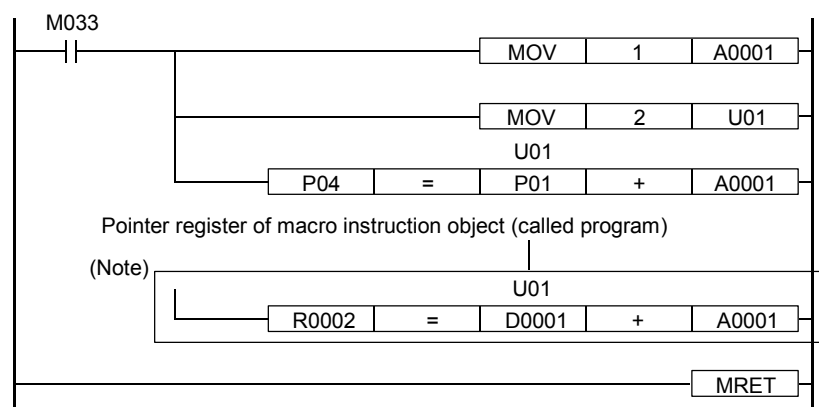 M033
MOV 1 A0001
MOV 2 U01
U01
P04 = P01 + A0001
Pointer register of macro instruction object (called program)
(Note)
U01
R0002 = D0001 + A0001
MRET